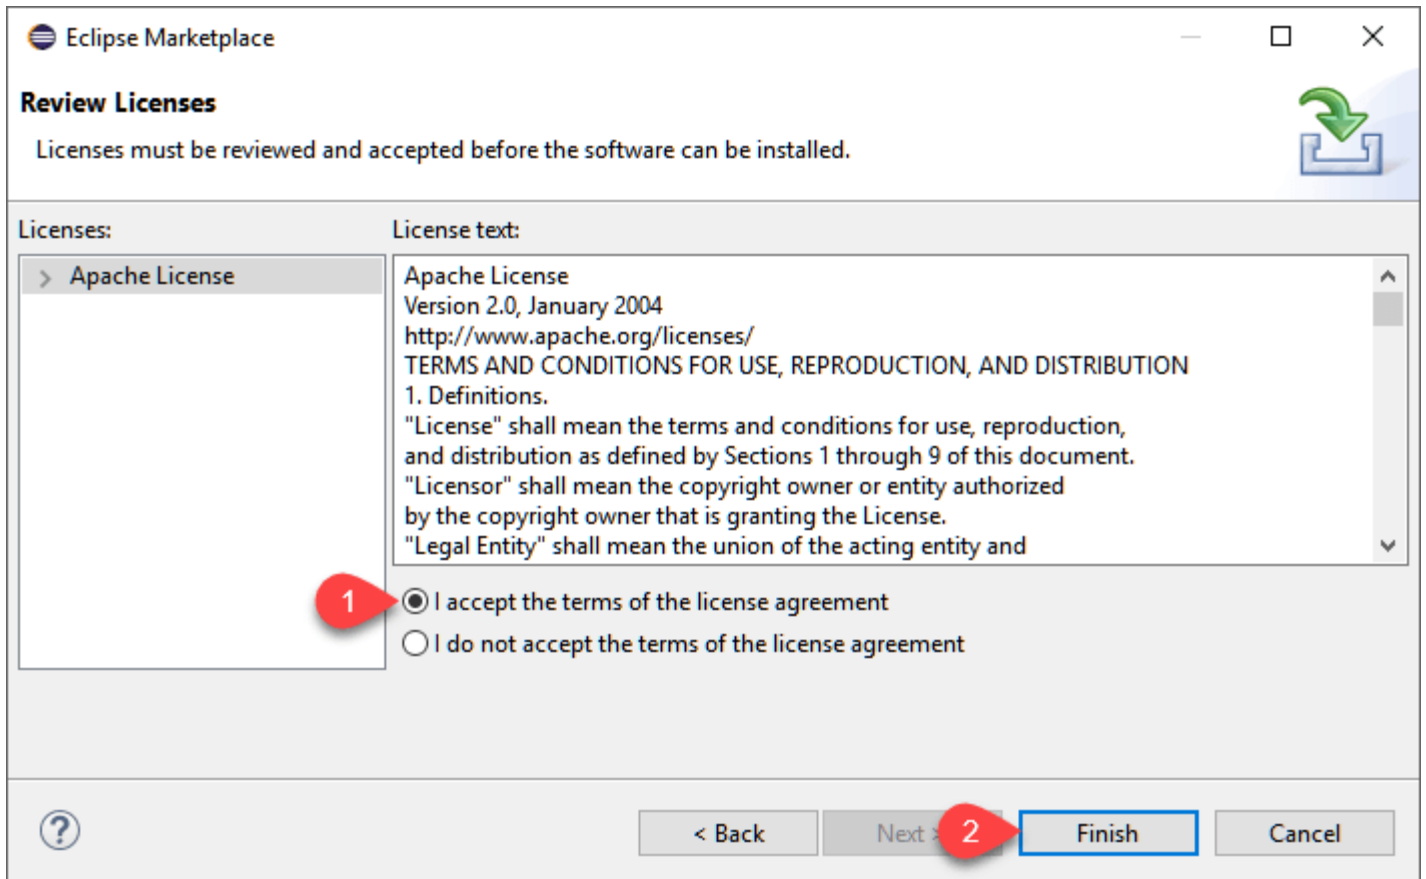 Eclipse Marketplace
Review Licenses
Licenses must be reviewed and accepted before the software can be installed.
Licenses:
License text:
Apache License
Apache License
Version 2.0, January 2004
http://www.apache.org/licenses/
TERMS AND CONDITIONS FOR USE, REPRODUCTION, AND DISTRIBUTION
1. Definitions.
"License" shall mean the terms and conditions for use, reproduction,
and distribution as defined by Sections 1 through 9 of this document.
"Licensor" shall mean the copyright owner or entity authorized
by the copyright owner that is granting the License.
"Legal Entity" shall mean the union of the acting entity and
1
I accept the terms of the license agreement
I do not accept the terms of the license agreement
?
< Back
Next >
2
Finish
Cancel